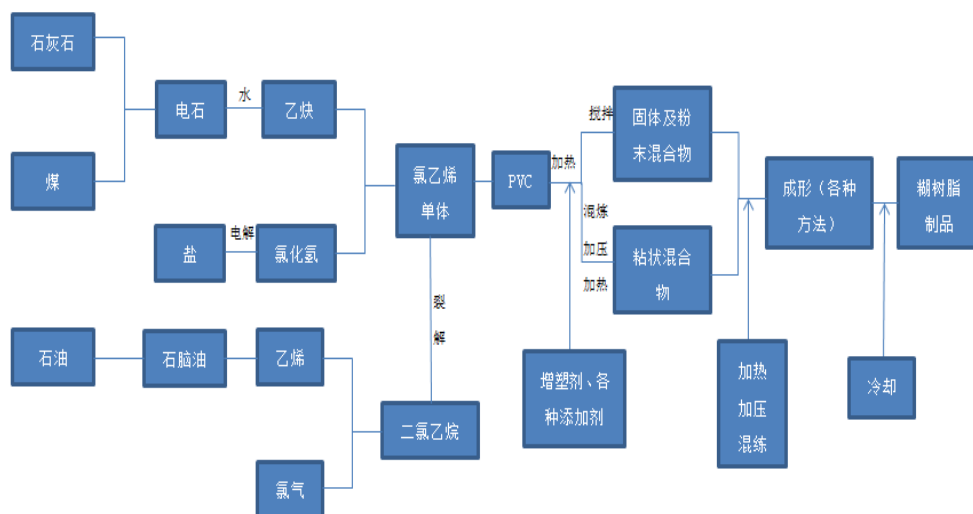 石灰石
煤
电石
水
乙炔
盐
电解
氯化氢
氯乙烯
单体
PVC
加热
搅拌
固体及粉
末混合物
混炼
加压
加热
粘状混合
物
成形（各种
方法）
糊树脂
制品
裂
解
石油
石脑油
乙烯
氯气
二氯乙烷
增塑剂、各
种添加剂
加热
加压
混练
冷却